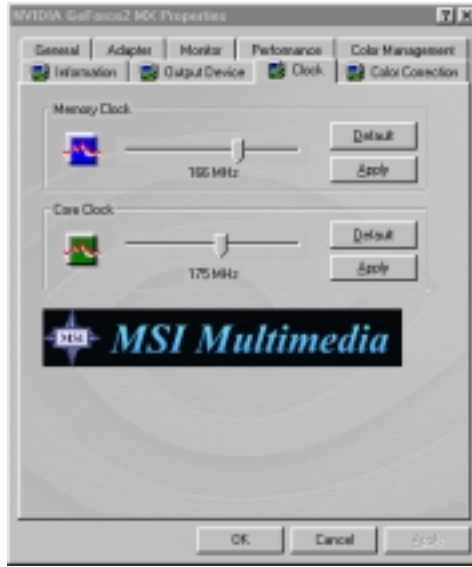 NVIDIA GeForce2 MX Properties
General Adapter Monitor Performance Color Management
Information Output Device Clock Color Correction
Memory Clock
Default
166 MHz
Apply
Core Clock
Default
175 MHz
Apply
MSI MSI Multimedia
OK Cancel Apply